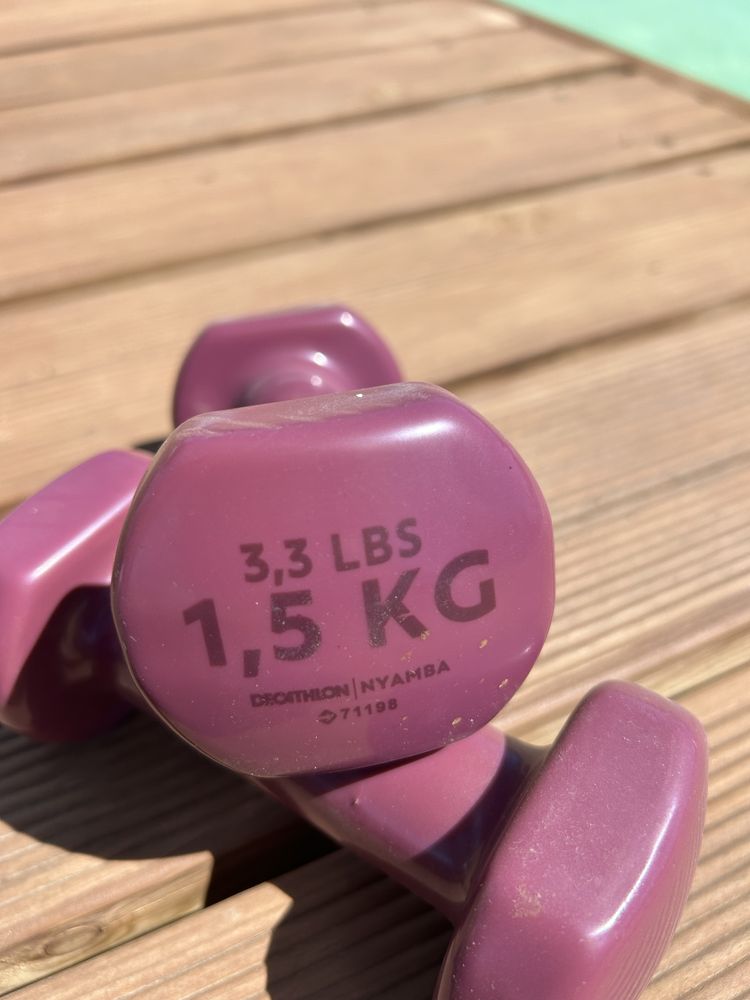 3,3 LBS
1,5 KG
DECATHLON | NYAMBA
71198